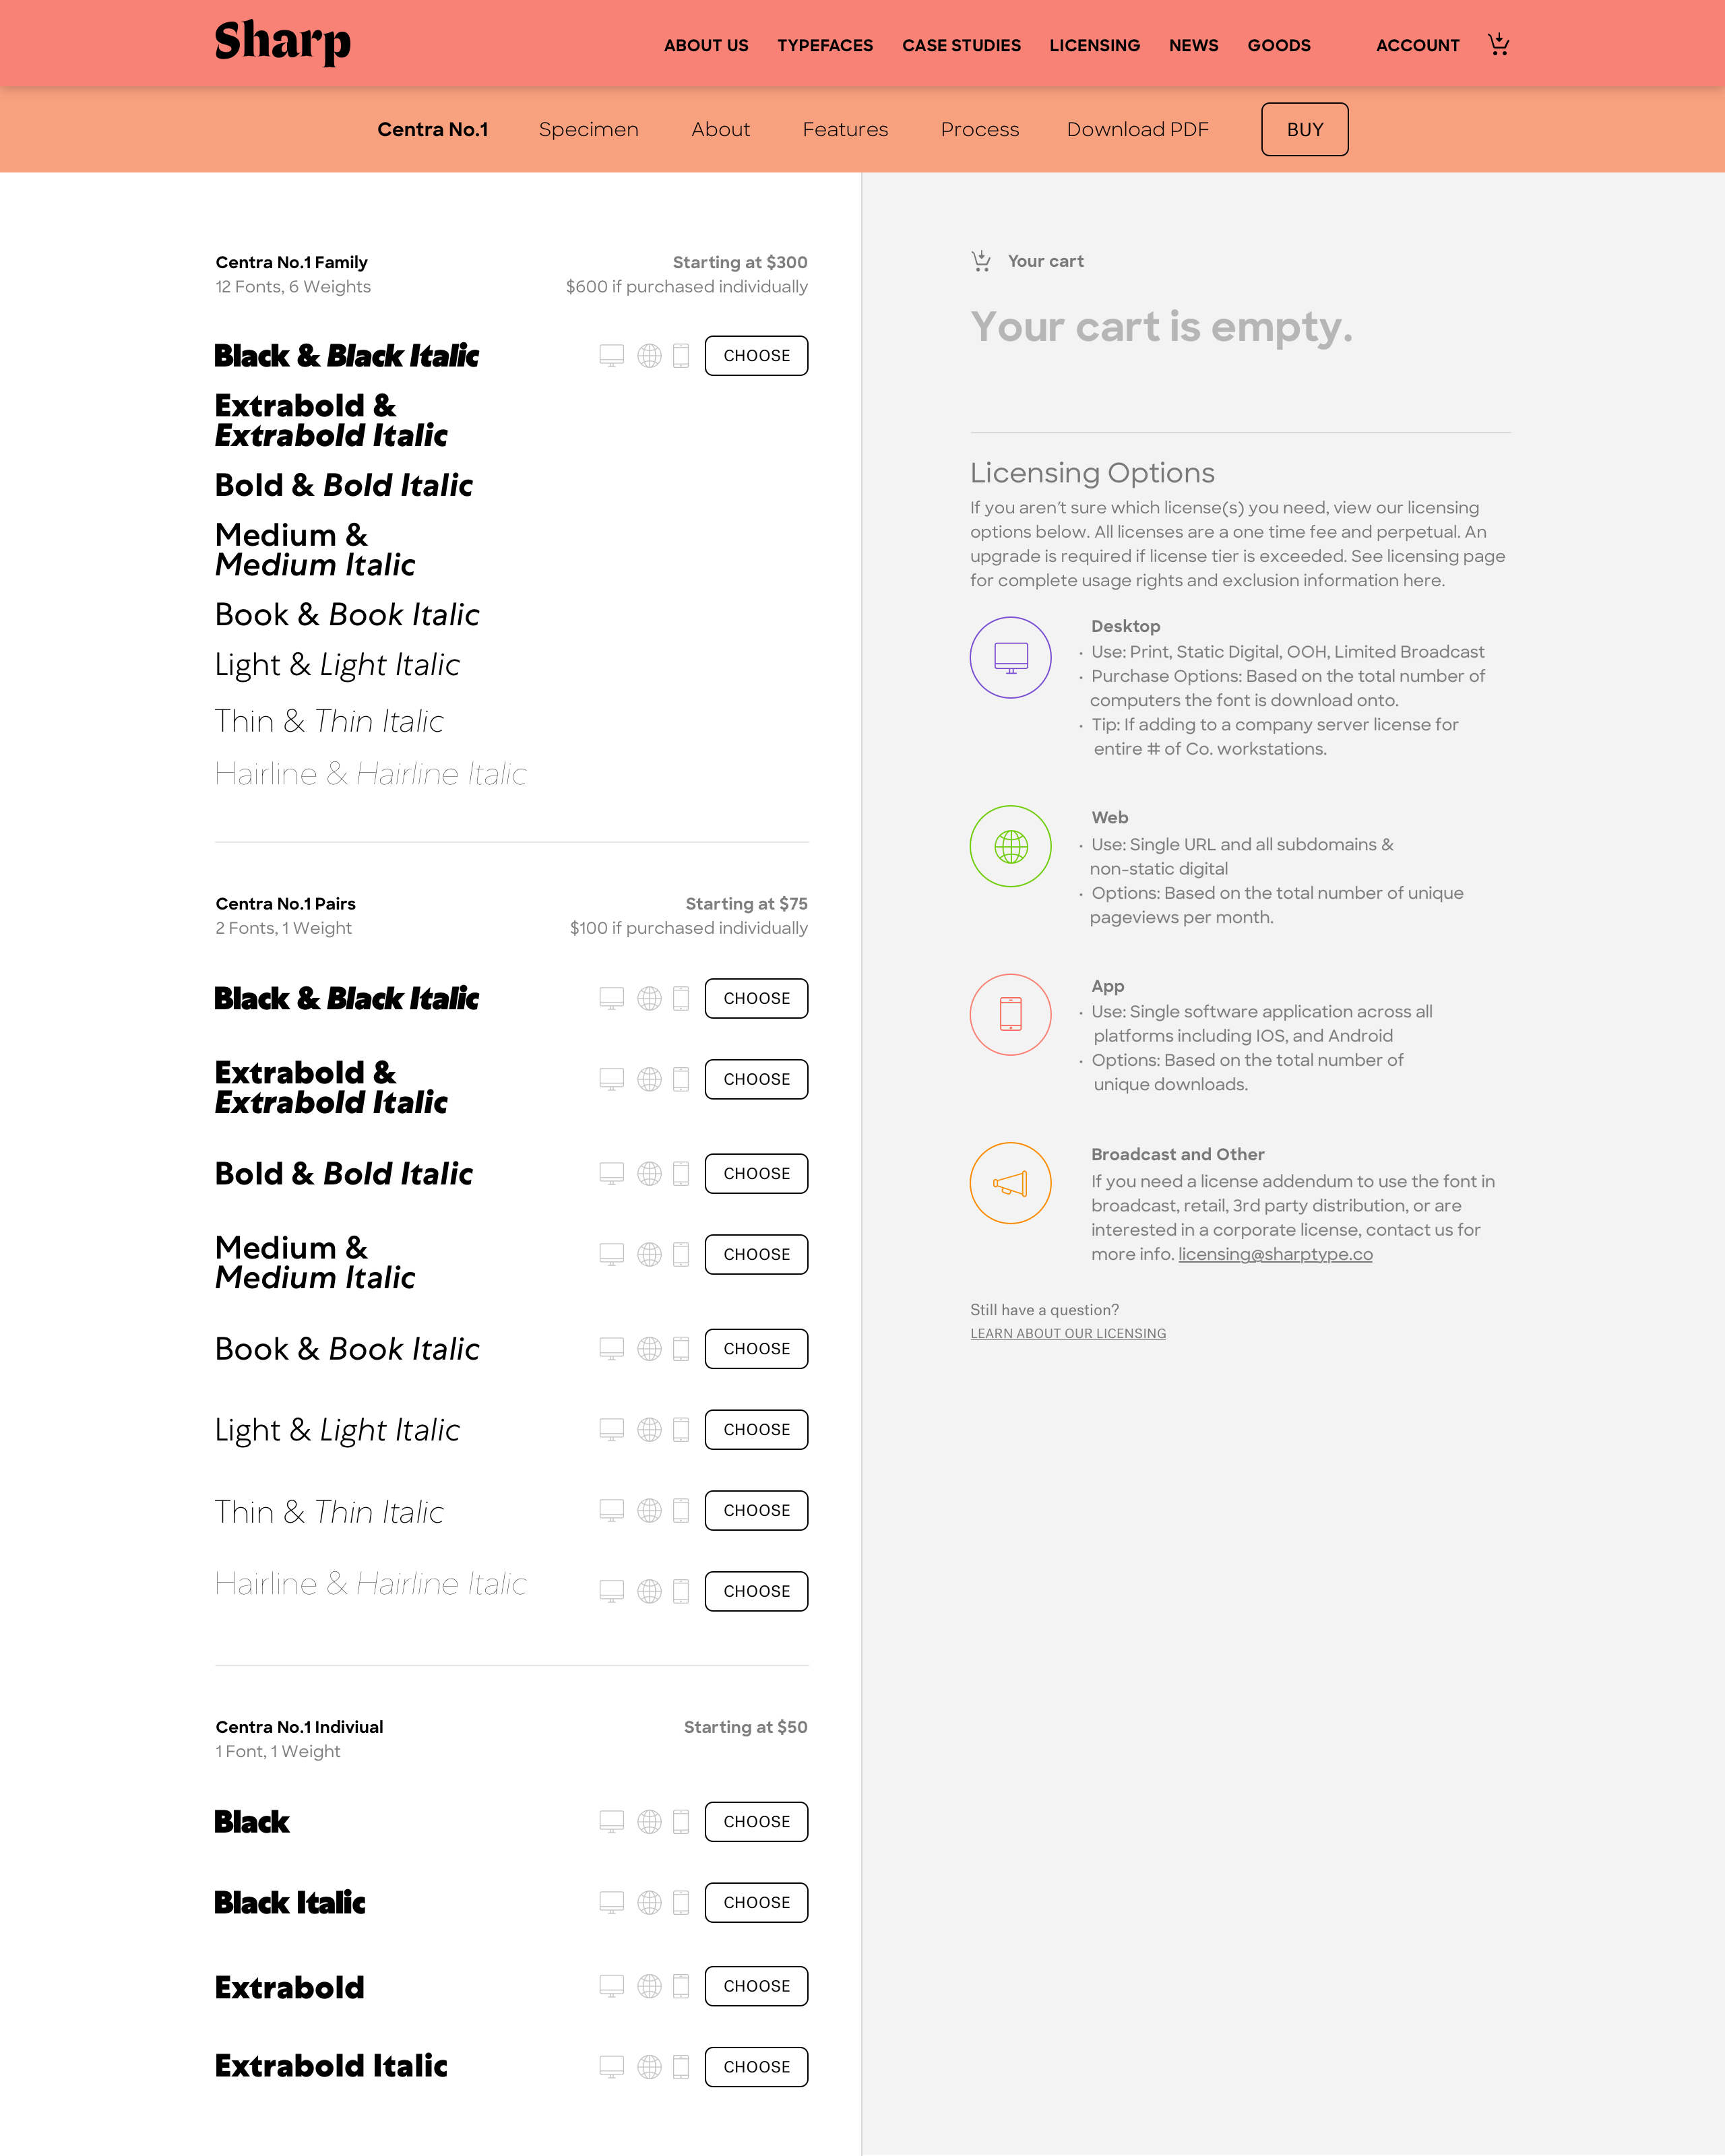 Sharp
ABOUT US TYPEFACES CASE STUDIES LICENSING NEWS GOODS ACCOUNT
Centra No.1 Specimen About Features Process Download PDF BUY
Centra No.1 Family Starting at $300
12 Fonts, 6 Weights $600 if purchased individually
Black & Black Italic CHOOSE
Extrabold &
Extrabold Italic
Bold & Bold Italic
Medium &
Medium Italic
Book & Book Italic
Light & Light Italic
Thin & Thin Italic
Hairline & Hairline Italic
Centra No.1 Pairs Starting at $75
2 Fonts, 1 Weight $100 if purchased individually
Black & Black Italic CHOOSE
Extrabold & CHOOSE
Extrabold Italic
Bold & Bold Italic CHOOSE
Medium & CHOOSE
Medium Italic
Book & Book Italic CHOOSE
Light & Light Italic CHOOSE
Thin & Thin Italic CHOOSE
Hairline & Hairline Italic CHOOSE
Centra No.1 Indiviual Starting at $50
1 Font, 1 Weight
Black CHOOSE
Black Italic CHOOSE
Extrabold CHOOSE
Extrabold Italic CHOOSE
Your cart
Your cart is empty.
Licensing Options
If you aren't sure which license(s) you need, view our licensing
options below. All licenses are a one time fee and perpetual. An
upgrade is required if license tier is exceeded. See licensing page
for complete usage rights and exclusion information here.
Desktop
· Use: Print, Static Digital, OOH, Limited Broadcast
· Purchase Options: Based on the total number of
computers the font is download onto.
· Tip: If adding to a company server license for
entire # of Co. workstations.
Web
· Use: Single URL and all subdomains &
non-static digital
· Options: Based on the total number of unique
pageviews per month.
App
· Use: Single software application across all
platforms including IOS, and Android
· Options: Based on the total number of
unique downloads.
Broadcast and Other
If you need a license addendum to use the font in
broadcast, retail, 3rd party distribution, or are
interested in a corporate license, contact us for
more info. licensing@sharptype.co
Still have a question?
LEARN ABOUT OUR LICENSING